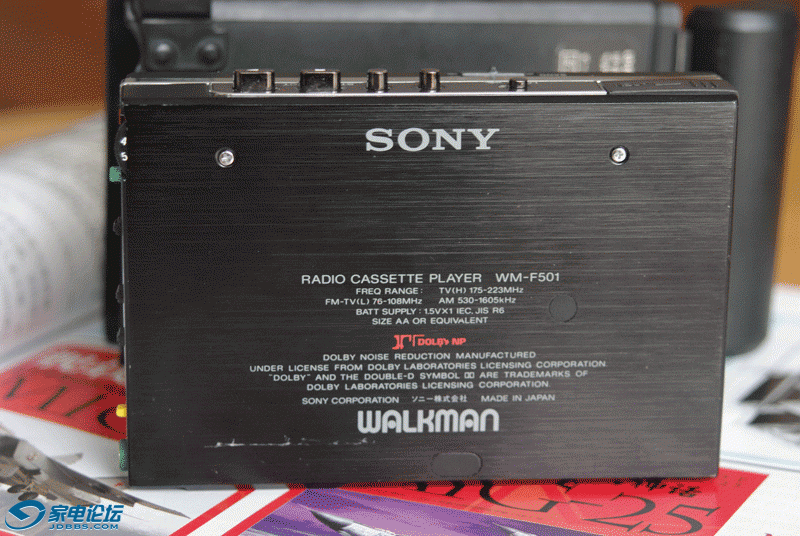 SONY
RADIO CASSETTE PLAYER WM-F501
FREQ RANGE: TV(H) 175-223MHz
FM-TV(L) 76-108MHz AM 530-1605kHz
BATT SUPPLY: 1.5VX1 IEC, JIS R6
SIZE AA OR EQUIVALENT
DOLBY NR
DOLBY NOISE REDUCTION MANUFACTURED
UNDER LICENSE FROM DOLBY LABORATORIES LICENSING CORPORATION.
"DOLBY" AND THE DOUBLE-D SYMBOL ARE TRADEMARKS OF
DOLBY LABORATORIES LICENSING CORPORATION.
SONY CORPORATION ソニー株式会社 MADE IN JAPAN
WALKMAN
G-25
家电论坛
JDBBS.COM